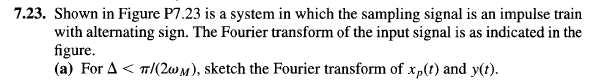 7.23. Shown in Figure P7.23 is a system in which the sampling signal is an impulse train
with alternating sign. The Fourier transform of the input signal is as indicated in the
figure.
(a) For Δ < π/(2ω_M), sketch the Fourier transform of x_p(t) and y(t).